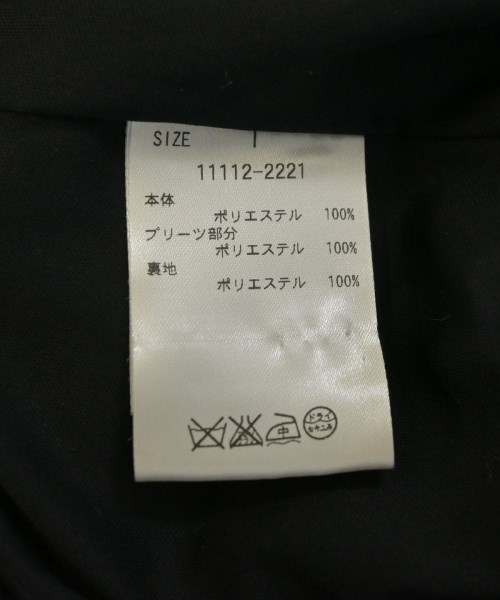 SIZE 1
11112-2221
本体
ポリエステル 100%
プリーツ部分
ポリエステル 100%
裏地
ポリエステル 100%
中
ドライ
セキユ系